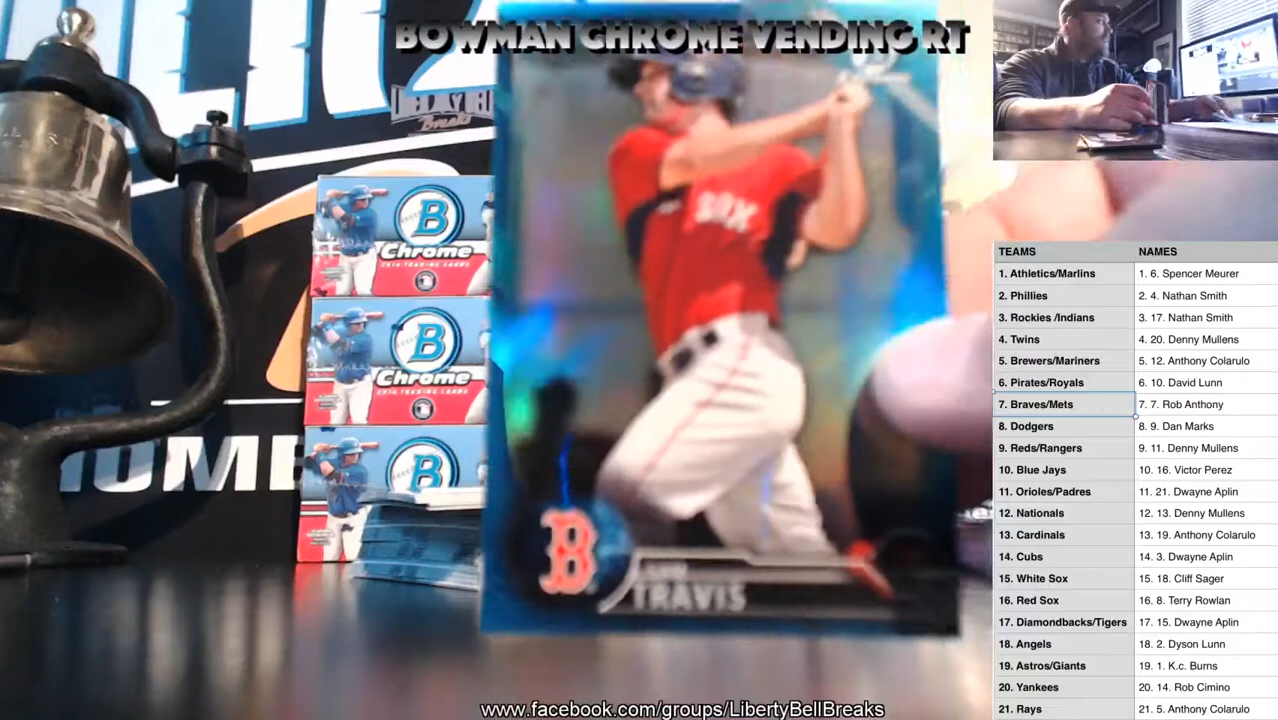 BOWMAN CHROME VENDING RT
Breaks
B
Chrome
B
Chrome
B
HOME
SOX
B
TRAVIS
TEAMS NAMES
1. Athletics/Marlins 1. 6. Spencer Meurer
2. Phillies 2. 4. Nathan Smith
3. Rockies /Indians 3. 17. Nathan Smith
4. Twins 4. 20. Denny Mullens
5. Brewers/Mariners 5. 12. Anthony Colarulo
6. Pirates/Royals 6. 10. David Lunn
7. Braves/Mets 7. 7. Rob Anthony
8. Dodgers 8. 9. Dan Marks
9. Reds/Rangers 9. 11. Denny Mullens
10. Blue Jays 10. 16. Victor Perez
11. Orioles/Padres 11. 21. Dwayne Aplin
12. Nationals 12. 13. Denny Mullens
13. Cardinals 13. 19. Anthony Colarulo
14. Cubs 14. 3. Dwayne Aplin
15. White Sox 15. 18. Cliff Sager
16. Red Sox 16. 8. Terry Rowlan
17. Diamondbacks/Tigers 17. 15. Dwayne Aplin
18. Angels 18. 2. Dyson Lunn
19. Astros/Giants 19. 1. K.c. Burns
20. Yankees 20. 14. Rob Cimino
21. Rays 21. 5. Anthony Colarulo
www.facebook.com/groups/LibertyBellBreaks